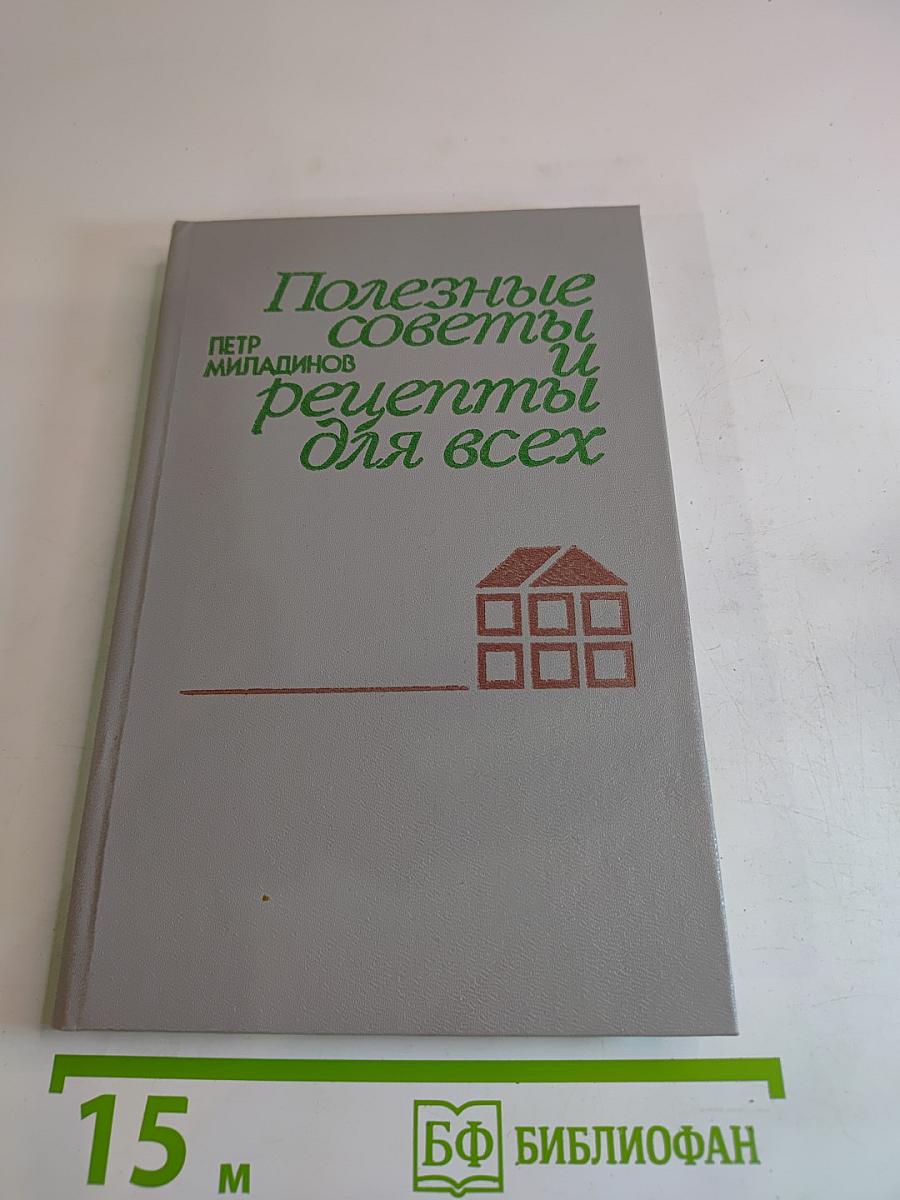 Полезные
советы
ПЕТР
МИЛАДИНОВ
и
рецепты
для всех
15 м
БФ БИБЛИОФАН